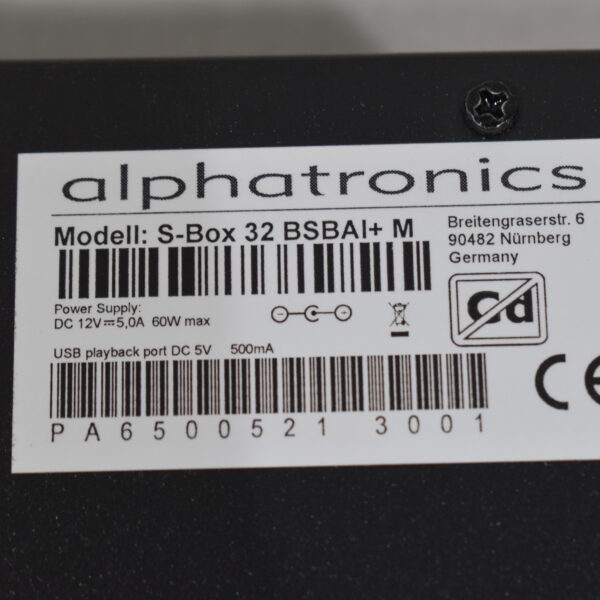 alphatronics
Modell: S-Box 32 BSBAI+ M
Breitengraserstr. 6
90482 Nürnberg
Germany
Power Supply:
DC 12V⎓5,0A 60W max
Cd
USB playback port DC 5V 500mA
CE
PA6500521 3001